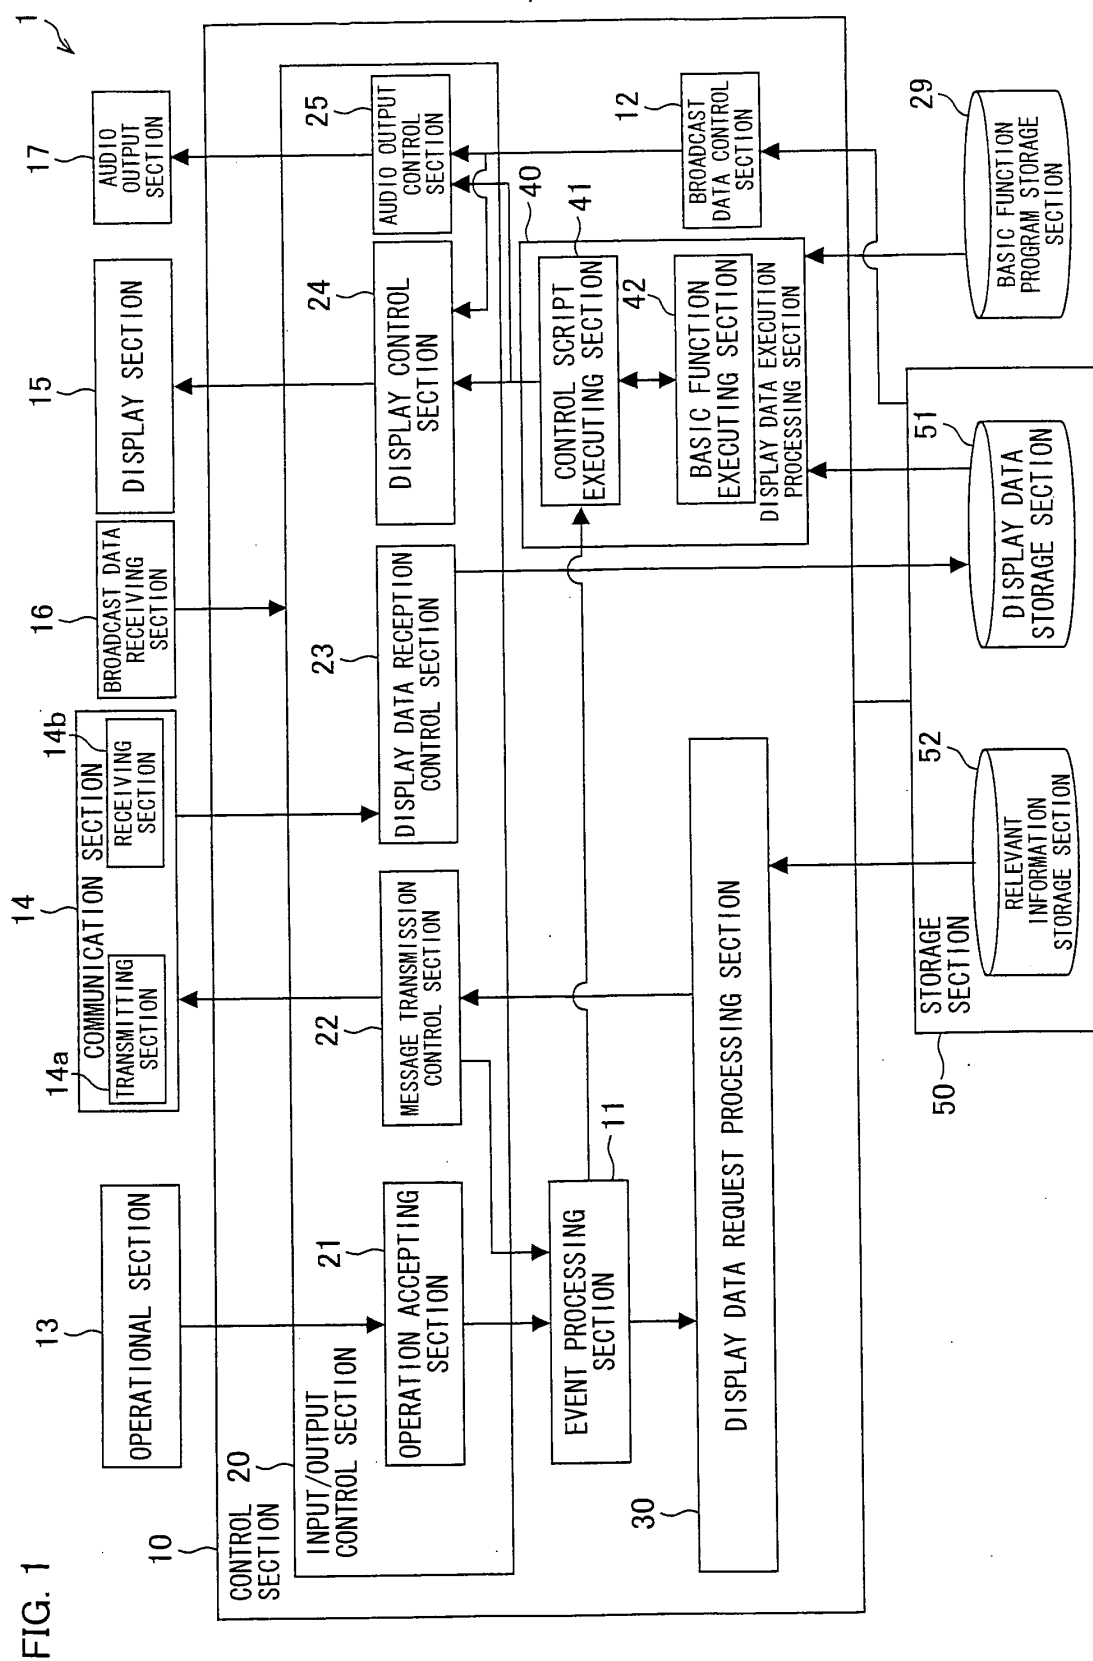 FIG. 1
1
10
CONTROL
SECTION
20
INPUT/OUTPUT
CONTROL SECTION
13
OPERATIONAL SECTION
14
COMMUNICATION SECTION
14a
TRANSMITTING
SECTION
14b
RECEIVING
SECTION
16
BROADCAST DATA
RECEIVING
SECTION
15
DISPLAY SECTION
17
AUDIO
OUTPUT
SECTION
21
OPERATION ACCEPTING
SECTION
22
MESSAGE TRANSMISSION
CONTROL SECTION
23
DISPLAY DATA RECEPTION
CONTROL SECTION
24
DISPLAY CONTROL
SECTION
25
AUDIO OUTPUT
CONTROL
SECTION
11
EVENT PROCESSING
SECTION
40
41
CONTROL SCRIPT
EXECUTING SECTION
42
BASIC FUNCTION
EXECUTING SECTION
DISPLAY DATA EXECUTION
PROCESSING SECTION
12
BROADCAST
DATA CONTROL
SECTION
30
DISPLAY DATA REQUEST PROCESSING SECTION
50
STORAGE
SECTION
52
RELEVANT
INFORMATION
STORAGE SECTION
51
DISPLAY DATA
STORAGE SECTION
29
BASIC FUNCTION
PROGRAM STORAGE
SECTION